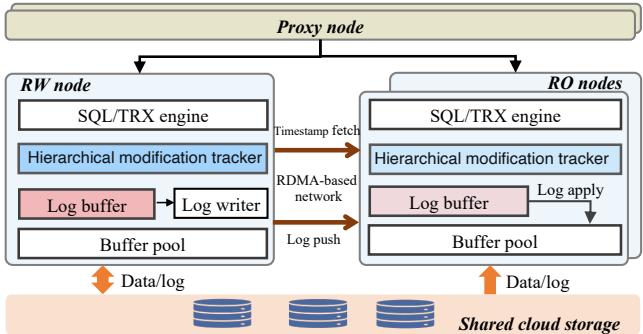 Proxy node
RW node
SQL/TRX engine
Hierarchical modification tracker
Log buffer
Log writer
Buffer pool
Timestamp fetch
RDMA-based
network
Log push
RO nodes
SQL/TRX engine
Hierarchical modification tracker
Log buffer
Log apply
Buffer pool
Data/log
Data/log
Shared cloud storage